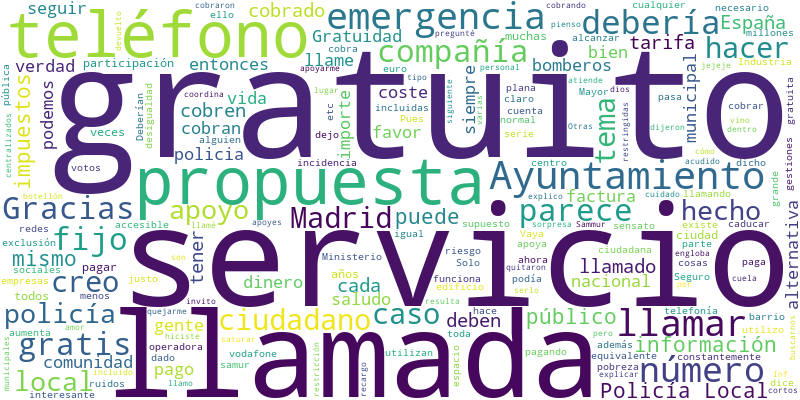 gratuito
servicio
llamada
teléfono
propuesta
emergencia
debería
Ayuntamiento
compañía
hacer
llamar
número
Madrid
parece
policía
gratis
creo
fijo
mismo
local
Gracias
apoyo
ciudadano
caso
público
información
Policía Local
hecho
puede
tema
España
tarifa
bomberos
bien
seguir
ello
cobraron
cobrado
cobrando
cualquier
necesario
pienso
pregunté
devuelto
Gratuidad
muchas
alcanzar
millones
verdad
participación
entonces
llame
cobra
apoyarme
euro
tipo
Industria
pública
centralizados
podemos
impuestos
Deberían
desigualdad
vida
veces
cobren
cobran
coordina
policia
alguien
lugar
importe
coste
incluidas
Pues
etc
dejo
favor
siempre
siguiente
personal
varias
plana
claro
cuenta
normal
serie
atiende
Mayor
dios
Otras
restringidas
dijeron
municipal
jejeje
pasa
cobrar
vino
dentro
gratuita
gestiones
votos
incidencia
centro
cómo
acudido
dicho
botellón
redes
accesible
exclusión
sociales
pagar
empresas
menos
todos
justo
son
tener
dinero
factura
explico
cuidado
llamando
grande
alternativa
supuesto
sorpresa
Sammur
sensato
existe
caducar
igual
Vaya
apoya
ciudad
parte
engloba
ciudadana
cosas
riesgo
Solo
Ministerio
funciona
años
ahora
quitaron
podía
edificio
serlo
llamado
nacional
Seguro
paga
cuela
cada
saludo
invito
apoyes
llamé
quejarme
hiciste
resulta
hace
deben
por
telefonía
barrio
utilizo
pero
buscarnos
aumenta
amor
gente
comunidad
operadora
saturar
dado
vodafone
pago
samur
municipales
ruidos
incluido
interesante
llamo
restricción
recargo
utilizan
toda
espacio
pagando
además
equivalente
constantemente
pobreza
explicar
Inf
dice
cortos